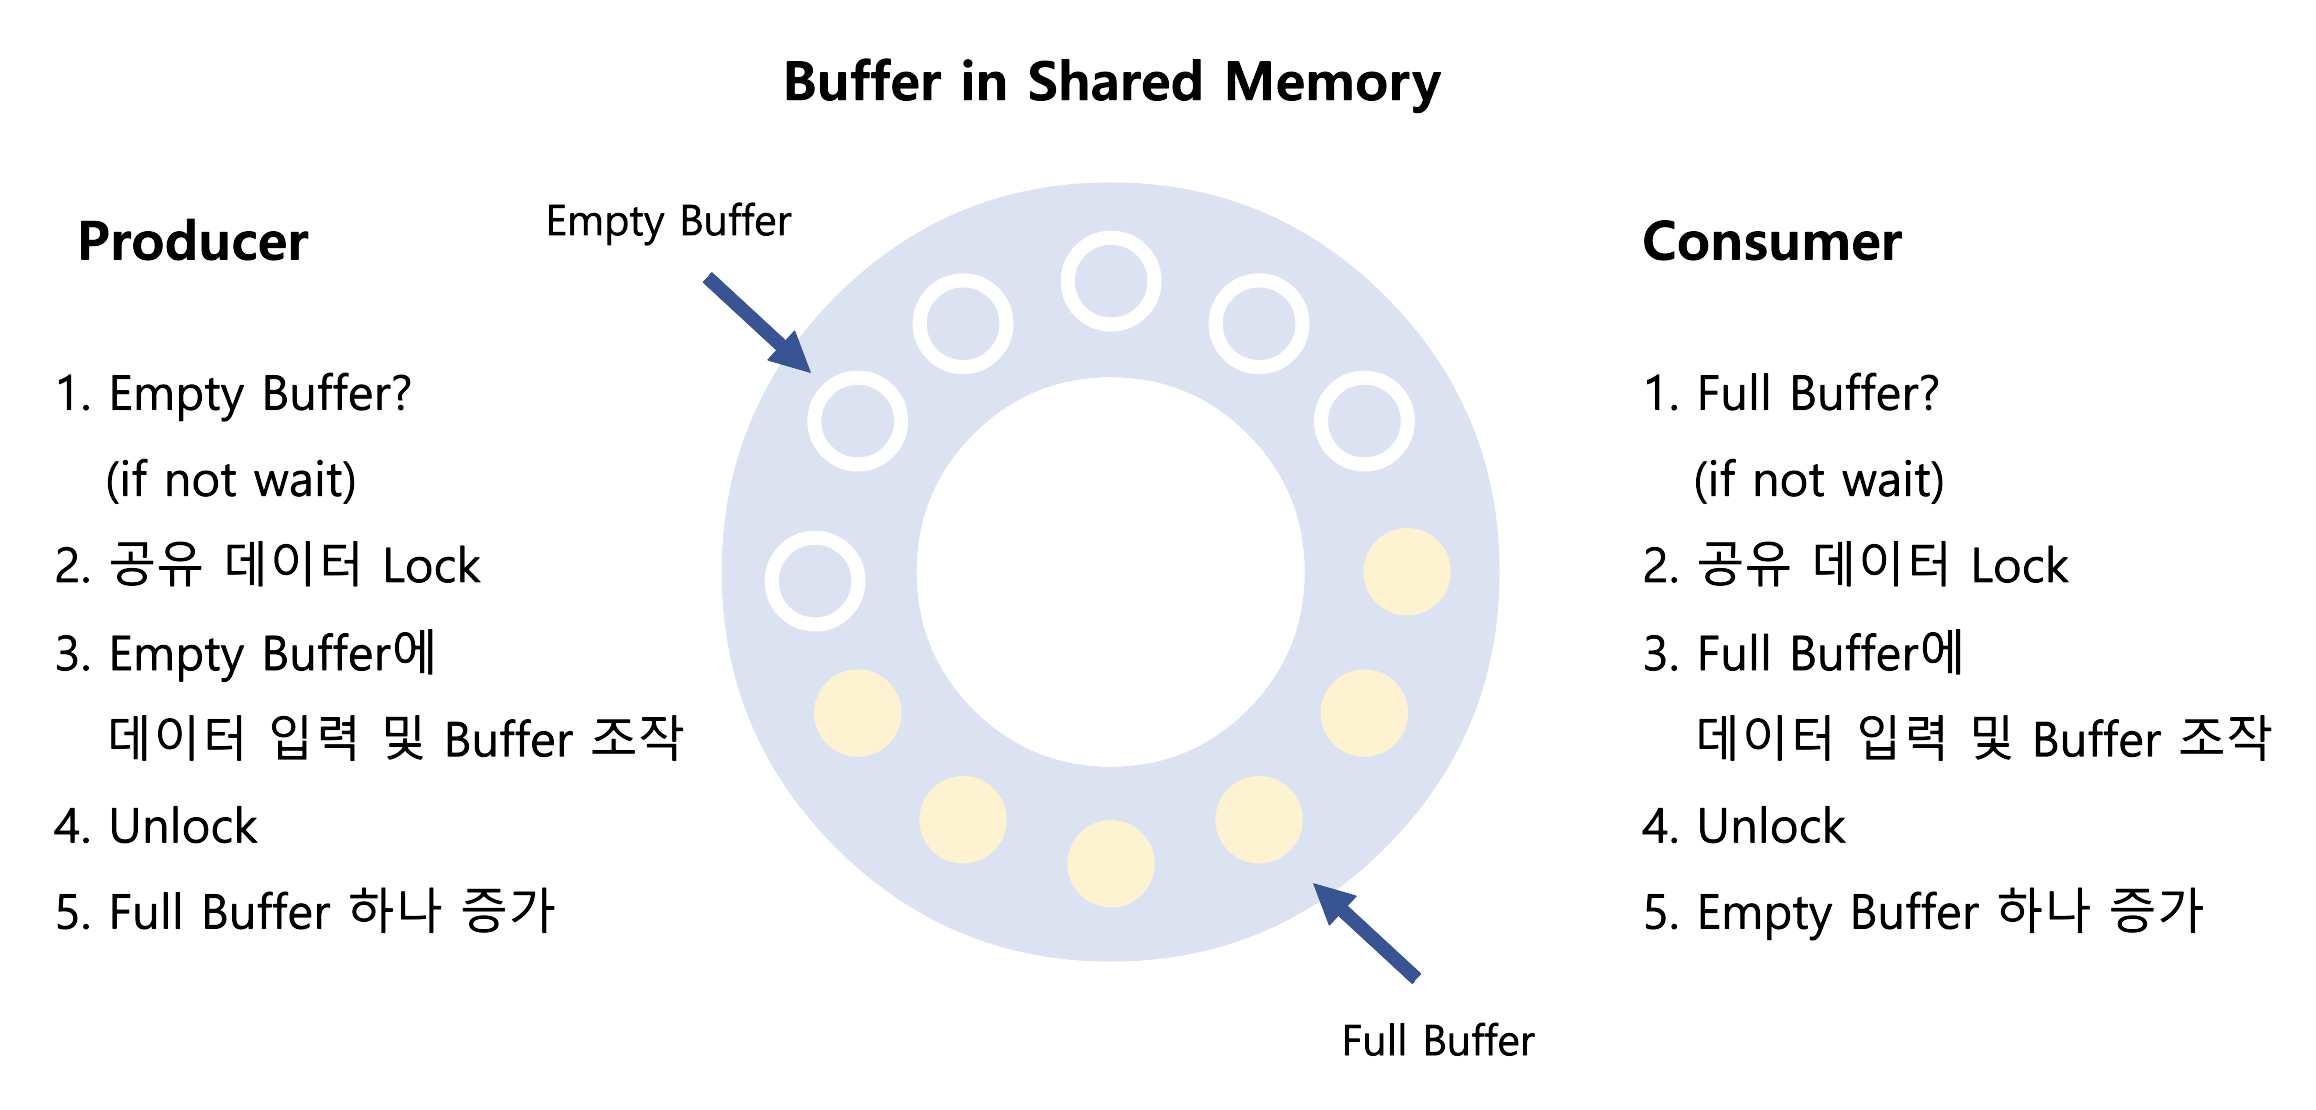 Buffer in Shared Memory
Producer
1. Empty Buffer?
(if not wait)
2. 공유 데이터 Lock
3. Empty Buffer에
데이터 입력 및 Buffer 조작
4. Unlock
5. Full Buffer 하나 증가
Empty Buffer
Full Buffer
Consumer
1. Full Buffer?
(if not wait)
2. 공유 데이터 Lock
3. Full Buffer에
데이터 입력 및 Buffer 조작
4. Unlock
5. Empty Buffer 하나 증가